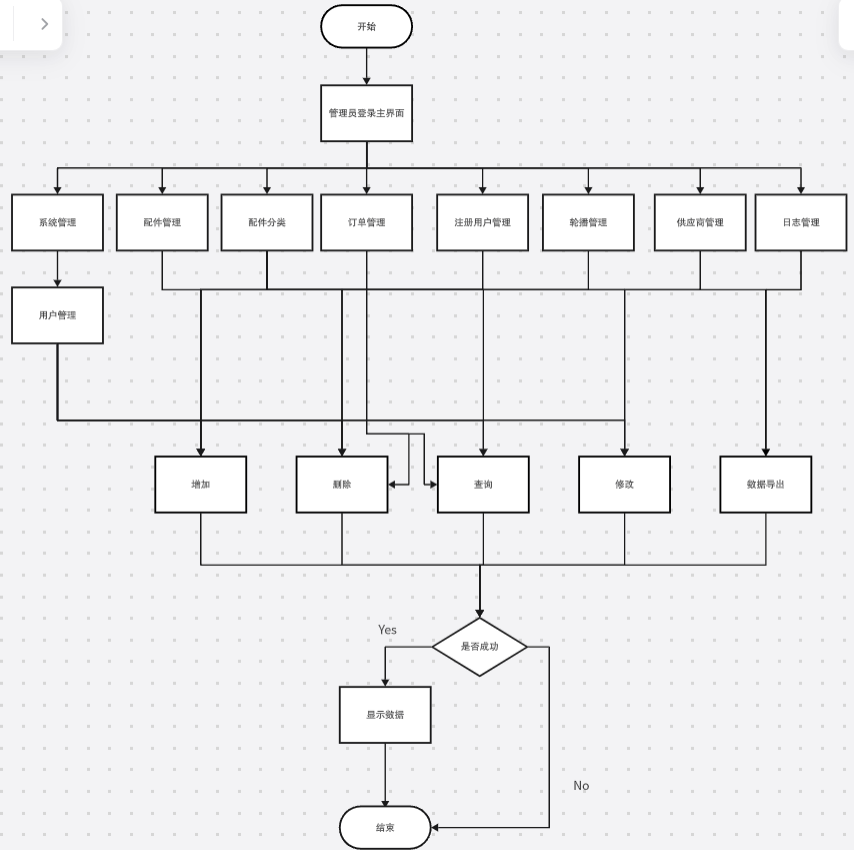 开始
管理员登录主界面
系统管理
配件管理
配件分类
订单管理
注册用户管理
轮播管理
供应商管理
日志管理
用户管理
增加
删除
查询
修改
数据导出
Yes
是否成功
显示数据
No
结束